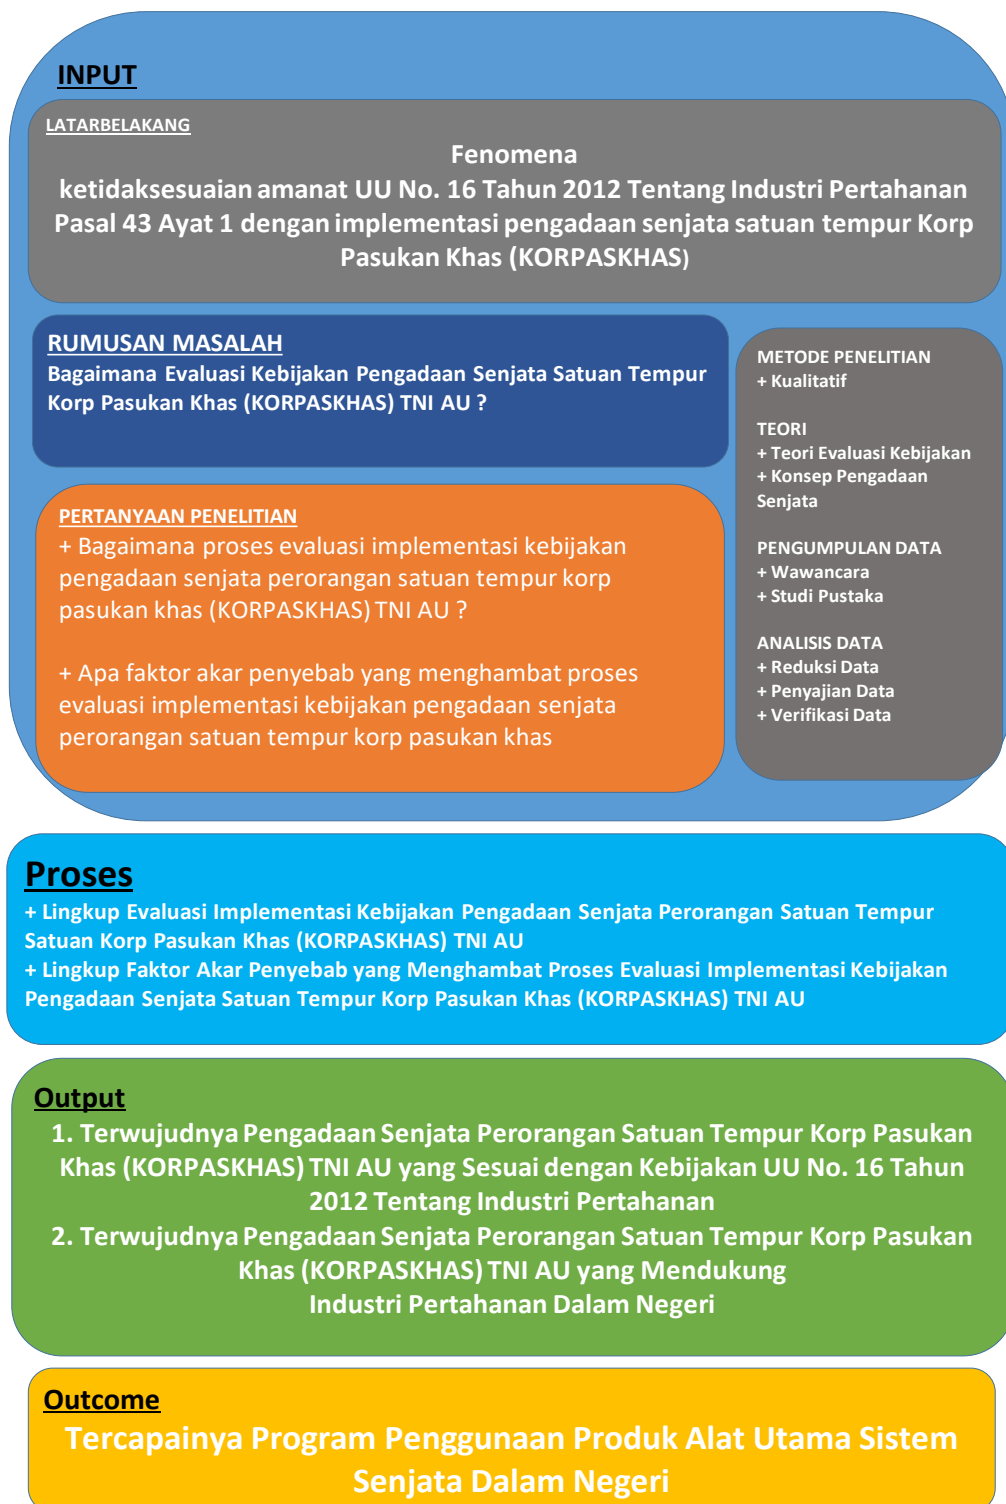 INPUT
LATARBELAKANG
Fenomena
ketidaksesuaian amanat UU No. 16 Tahun 2012 Tentang Industri Pertahanan
Pasal 43 Ayat 1 dengan implementasi pengadaan senjata satuan tempur Korp
Pasukan Khas (KORPASKHAS)
RUMUSAN MASALAH
Bagaimana Evaluasi Kebijakan Pengadaan Senjata Satuan Tempur
Korp Pasukan Khas (KORPASKHAS) TNI AU ?
PERTANYAAN PENELITIAN
+ Bagaimana proses evaluasi implementasi kebijakan
pengadaan senjata perorangan satuan tempur korp
pasukan khas (KORPASKHAS) TNI AU ?
+ Apa faktor akar penyebab yang menghambat proses
evaluasi implementasi kebijakan pengadaan senjata
perorangan satuan tempur korp pasukan khas
METODE PENELITIAN
+ Kualitatif
TEORI
+ Teori Evaluasi Kebijakan
+ Konsep Pengadaan
Senjata
PENGUMPULAN DATA
+ Wawancara
+ Studi Pustaka
ANALISIS DATA
+ Reduksi Data
+ Penyajian Data
+ Verifikasi Data
Proses
+ Lingkup Evaluasi Implementasi Kebijakan Pengadaan Senjata Perorangan Satuan Tempur
Satuan Korp Pasukan Khas (KORPASKHAS) TNI AU
+ Lingkup Faktor Akar Penyebab yang Menghambat Proses Evaluasi Implementasi Kebijakan
Pengadaan Senjata Satuan Tempur Korp Pasukan Khas (KORPASKHAS) TNI AU
Output
1. Terwujudnya Pengadaan Senjata Perorangan Satuan Tempur Korp Pasukan
Khas (KORPASKHAS) TNI AU yang Sesuai dengan Kebijakan UU No. 16 Tahun
2012 Tentang Industri Pertahanan
2. Terwujudnya Pengadaan Senjata Perorangan Satuan Tempur Korp Pasukan
Khas (KORPASKHAS) TNI AU yang Mendukung
Industri Pertahanan Dalam Negeri
Outcome
Tercapainya Program Penggunaan Produk Alat Utama Sistem
Senjata Dalam Negeri